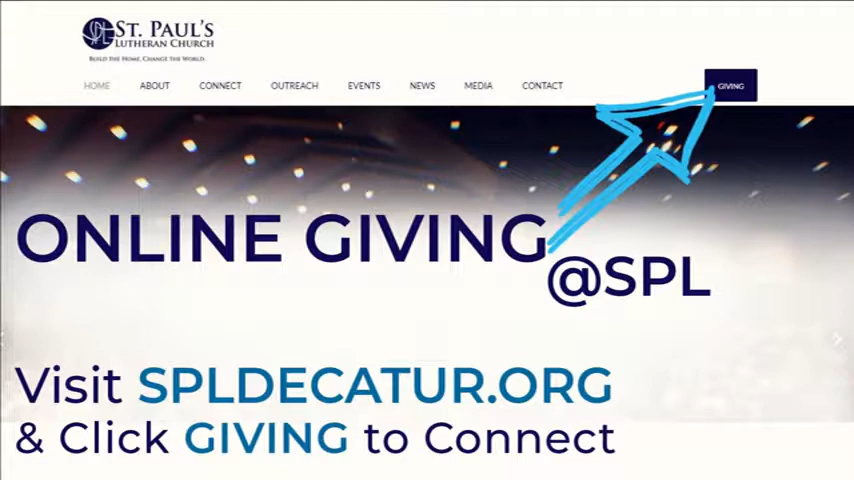 SPL ST. PAUL'S
LUTHERAN CHURCH
BUILD THE HOME, CHANGE THE WORLD.
HOME ABOUT CONNECT OUTREACH EVENTS NEWS MEDIA CONTACT GIVING
ONLINE GIVING
@SPL
Visit SPLDECATUR.ORG
& Click GIVING to Connect